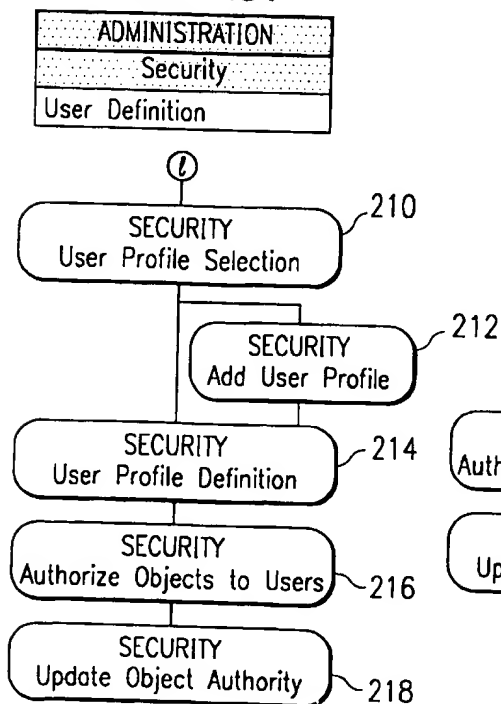 ADMINISTRATION
Security
User Definition
ℓ
SECURITY
User Profile Selection
210
SECURITY
Add User Profile
212
SECURITY
User Profile Definition
214
SECURITY
Authorize Objects to Users
216
SECURITY
Update Object Authority
218